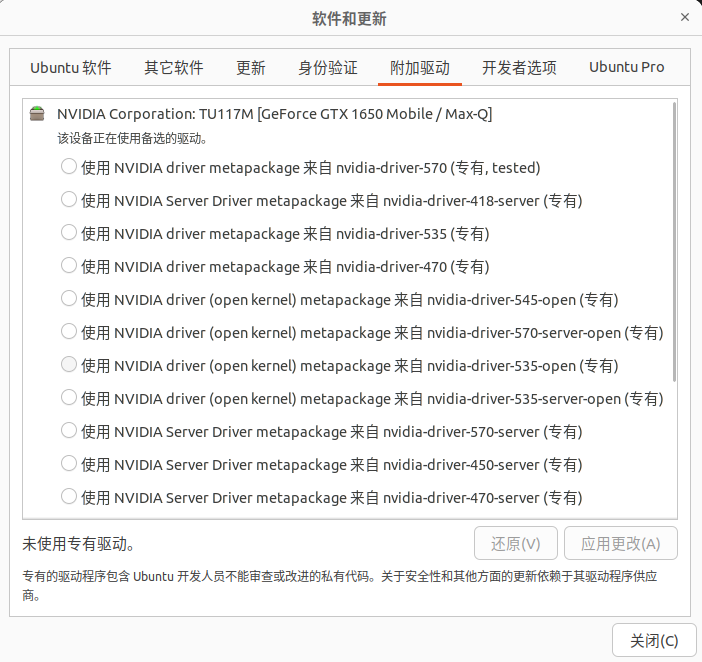 软件和更新
Ubuntu 软件 其它软件 更新 身份验证 附加驱动 开发者选项 Ubuntu Pro
NVIDIA Corporation: TU117M [GeForce GTX 1650 Mobile / Max-Q]
该设备正在使用备选的驱动。
使用 NVIDIA driver metapackage 来自 nvidia-driver-570 (专有, tested)
使用 NVIDIA Server Driver metapackage 来自 nvidia-driver-418-server (专有)
使用 NVIDIA driver metapackage 来自 nvidia-driver-535 (专有)
使用 NVIDIA driver metapackage 来自 nvidia-driver-470 (专有)
使用 NVIDIA driver (open kernel) metapackage 来自 nvidia-driver-545-open (专有)
使用 NVIDIA driver (open kernel) metapackage 来自 nvidia-driver-570-server-open (专有)
使用 NVIDIA driver (open kernel) metapackage 来自 nvidia-driver-535-open (专有)
使用 NVIDIA driver (open kernel) metapackage 来自 nvidia-driver-535-server-open (专有)
使用 NVIDIA Server Driver metapackage 来自 nvidia-driver-570-server (专有)
使用 NVIDIA Server Driver metapackage 来自 nvidia-driver-450-server (专有)
使用 NVIDIA Server Driver metapackage 来自 nvidia-driver-470-server (专有)
未使用专有驱动。 还原(V) 应用更改(A)
专有的驱动程序包含 Ubuntu 开发人员不能审查或改进的私有代码。关于安全性和其他方面的更新依赖于其驱动程序供应
商。
关闭(C)